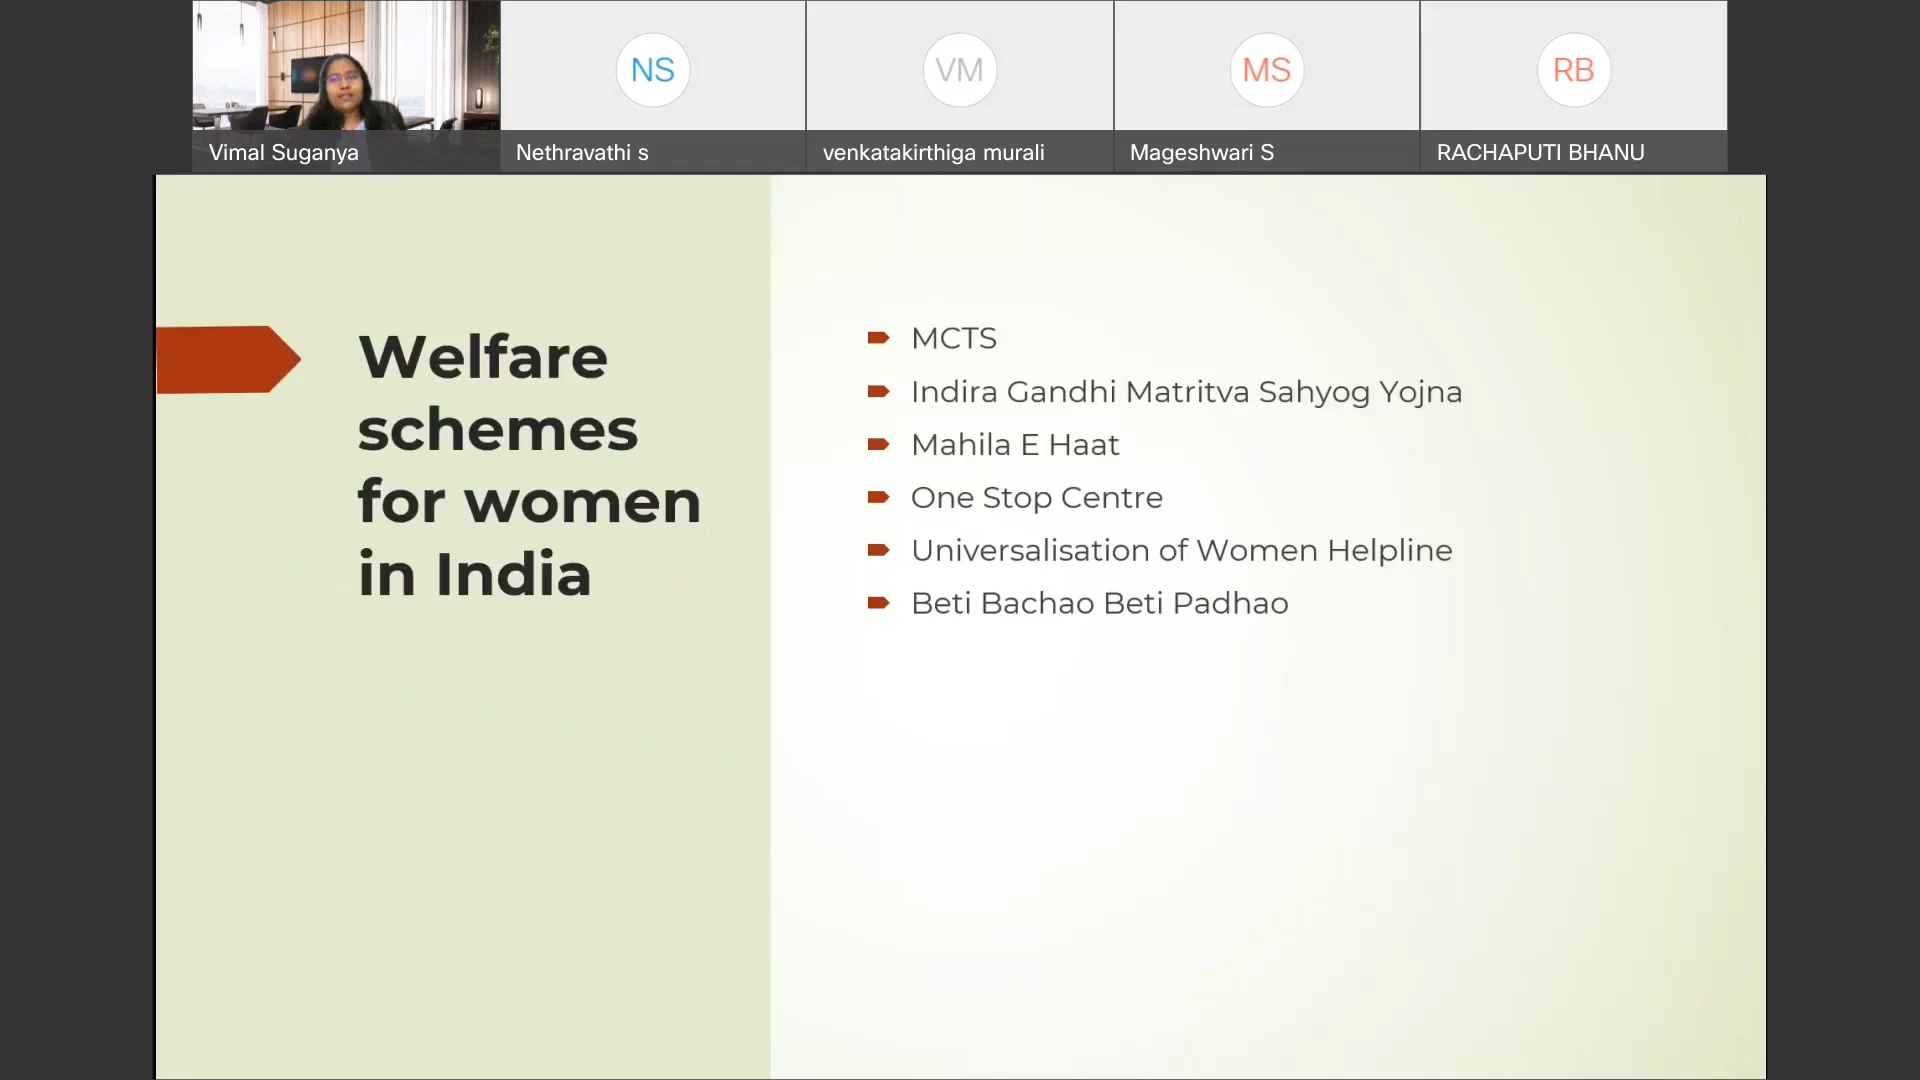 NS
VM
MS
RB
Vimal Suganya
Nethravathi s
venkatakirthiga murali
Mageshwari S
RACHAPUTI BHANU
Welfare
schemes
for women
in India
MCTS
Indira Gandhi Matritva Sahyog Yojna
Mahila E Haat
One Stop Centre
Universalisation of Women Helpline
Beti Bachao Beti Padhao